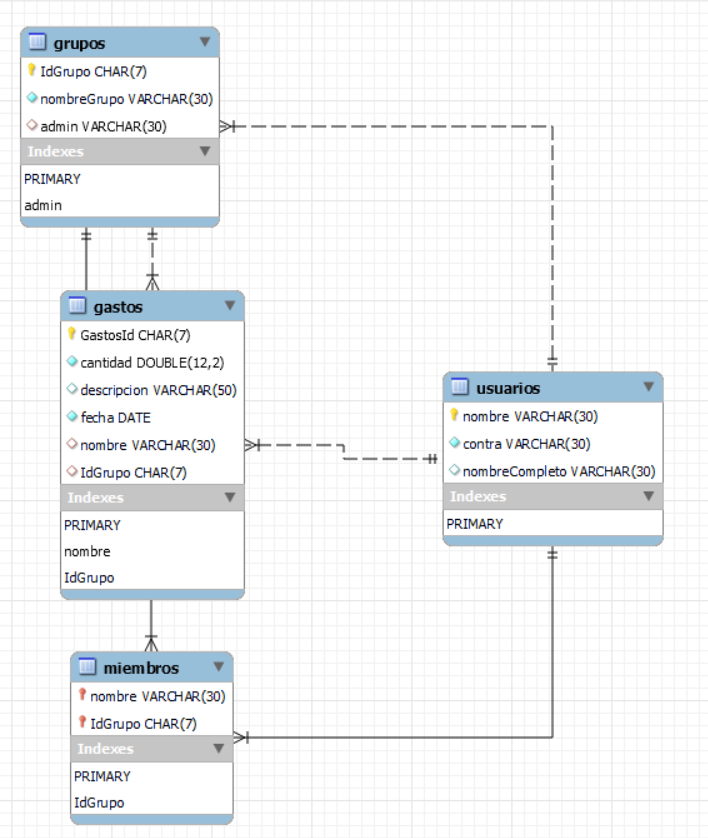 grupos
IdGrupo CHAR(7)
nombreGrupo VARCHAR(30)
admin VARCHAR(30)
Indexes
PRIMARY
admin
gastos
GastosId CHAR(7)
cantidad DOUBLE(12,2)
descripcion VARCHAR(50)
fecha DATE
nombre VARCHAR(30)
IdGrupo CHAR(7)
Indexes
PRIMARY
nombre
IdGrupo
usuarios
nombre VARCHAR(30)
contra VARCHAR(30)
nombreCompleto VARCHAR(30)
Indexes
PRIMARY
miembros
nombre VARCHAR(30)
IdGrupo CHAR(7)
Indexes
PRIMARY
IdGrupo